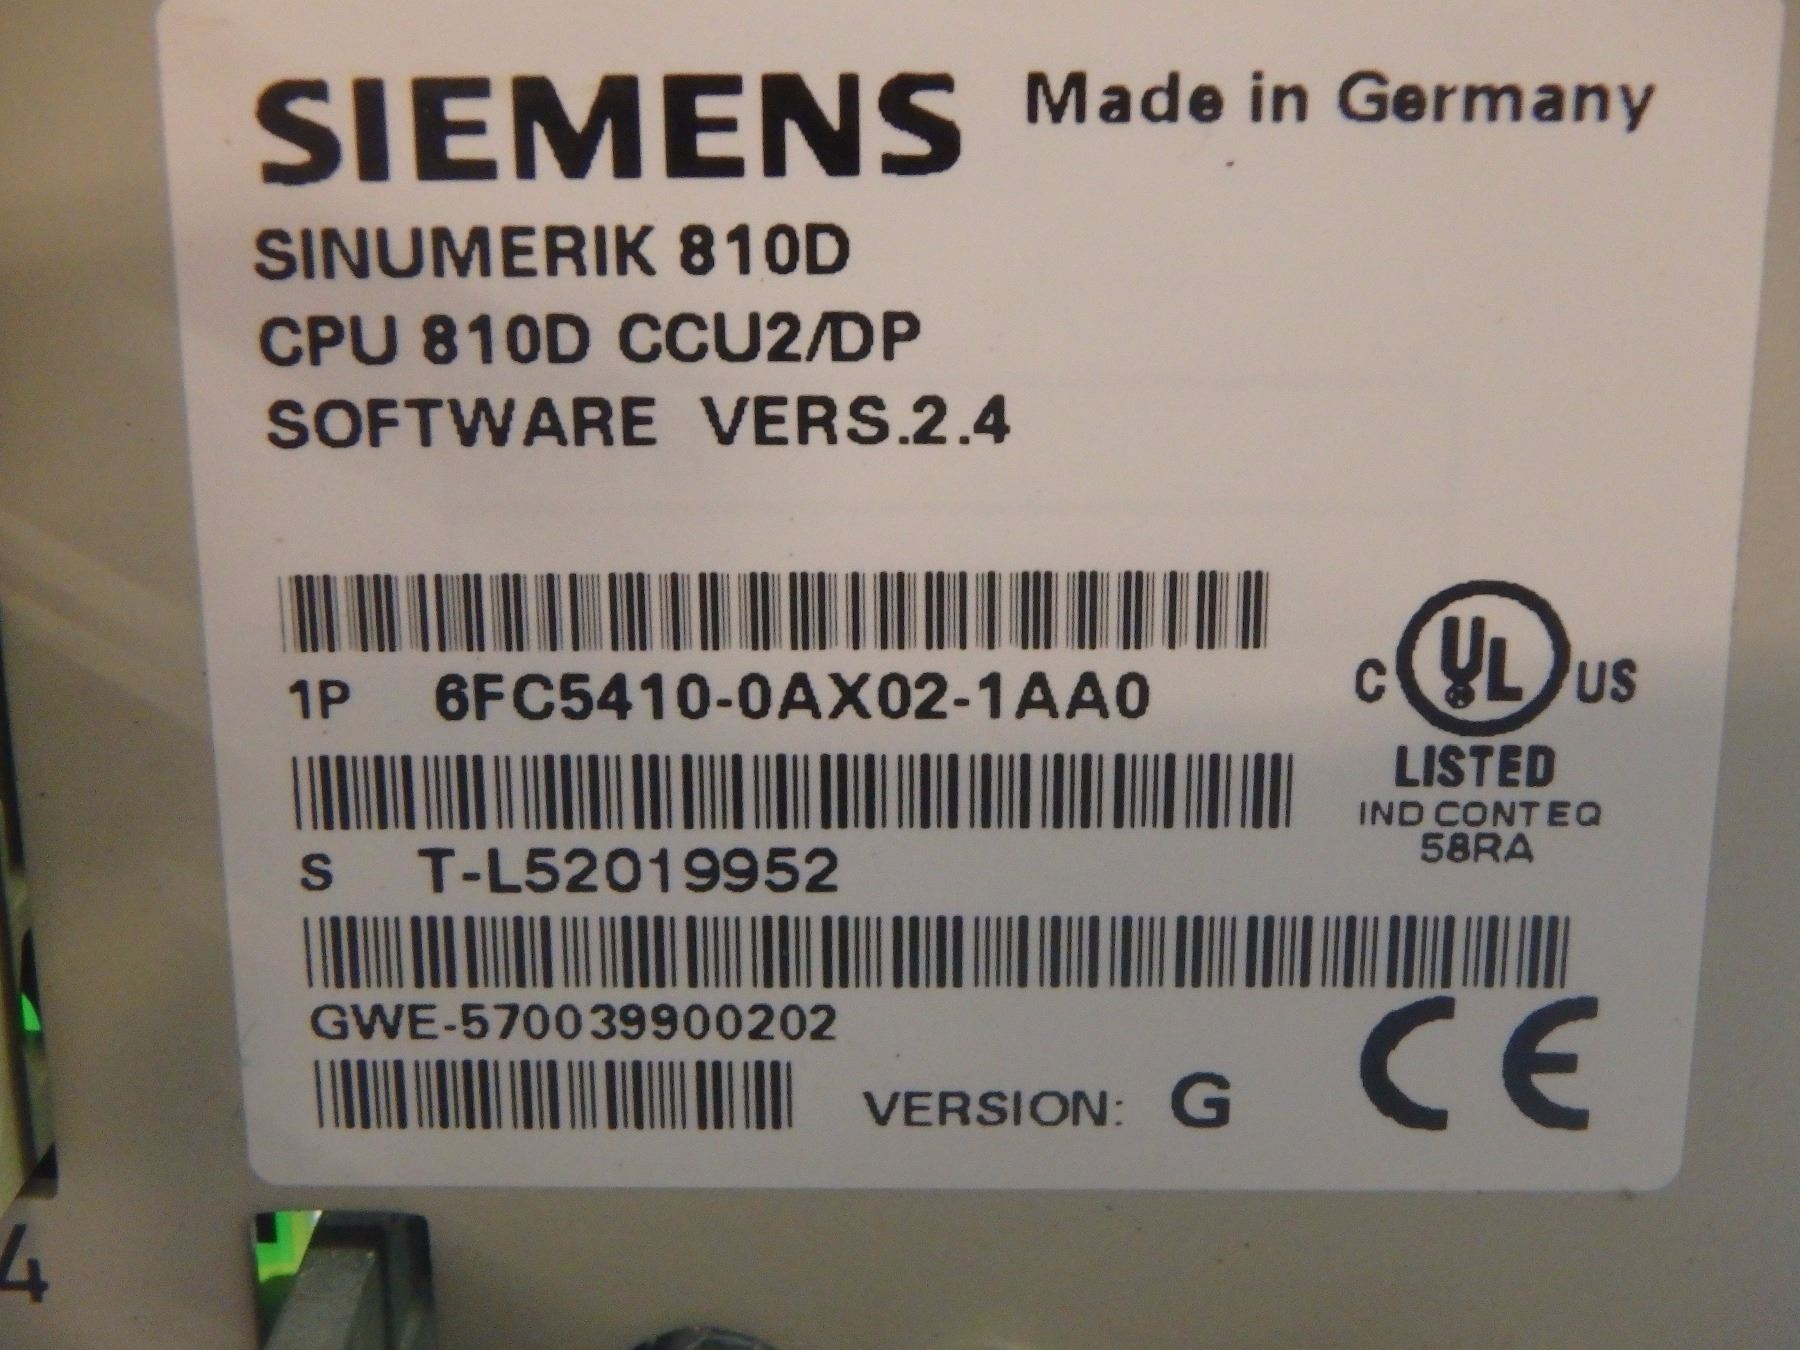 SIEMENS Made in Germany
SINUMERIK 810D
CPU 810D CCU2/DP
SOFTWARE VERS.2.4
1P 6FC5410-0AX02-1AA0
C UL US
LISTED
IND CONT EQ
58RA
S T-L52019952
GWE-570039900202
VERSION: G CE
4